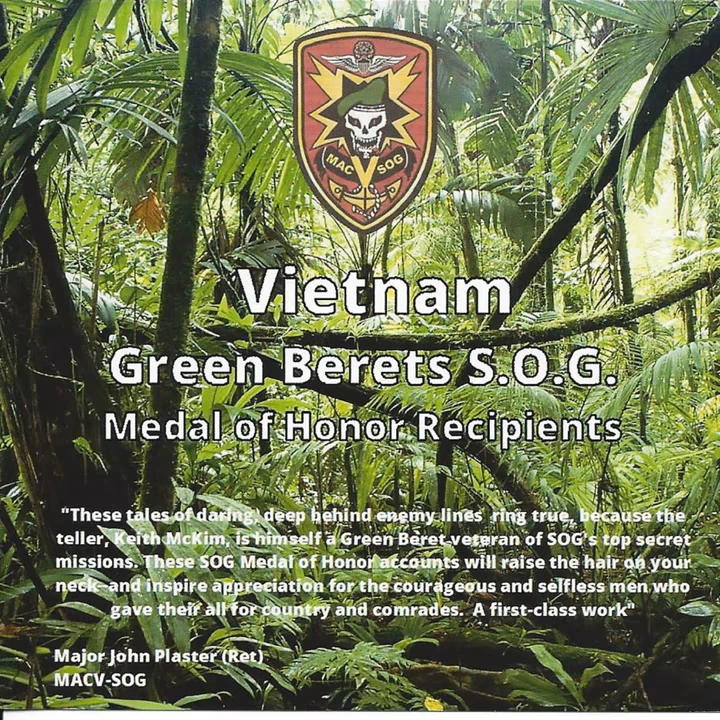 MAC V SOG
Vietnam
Green Berets S.O.G.
Medal of Honor Recipients
"These tales of daring, deep behind enemy lines ring true, because the
teller, Keith McKim, is himself a Green Beret veteran of SOG's top secret
missions. These SOG Medal of Honor accounts will raise the hair on your
neck--and inspire appreciation for the courageous and selfless men who
gave their all for country and comrades. A first-class work"
Major John Plaster (Ret)
MACV-SOG